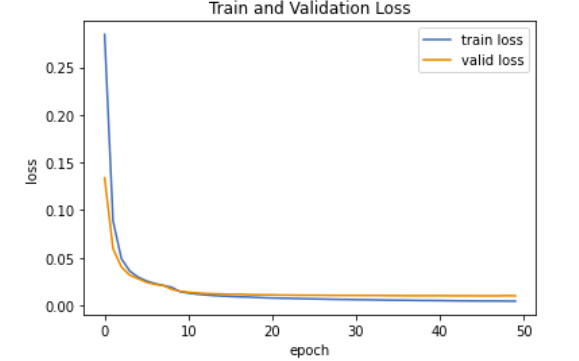 Train and Validation Loss
train loss
valid loss
loss
0.25
0.20
0.15
0.10
0.05
0.00
0 10 20 30 40 50
epoch